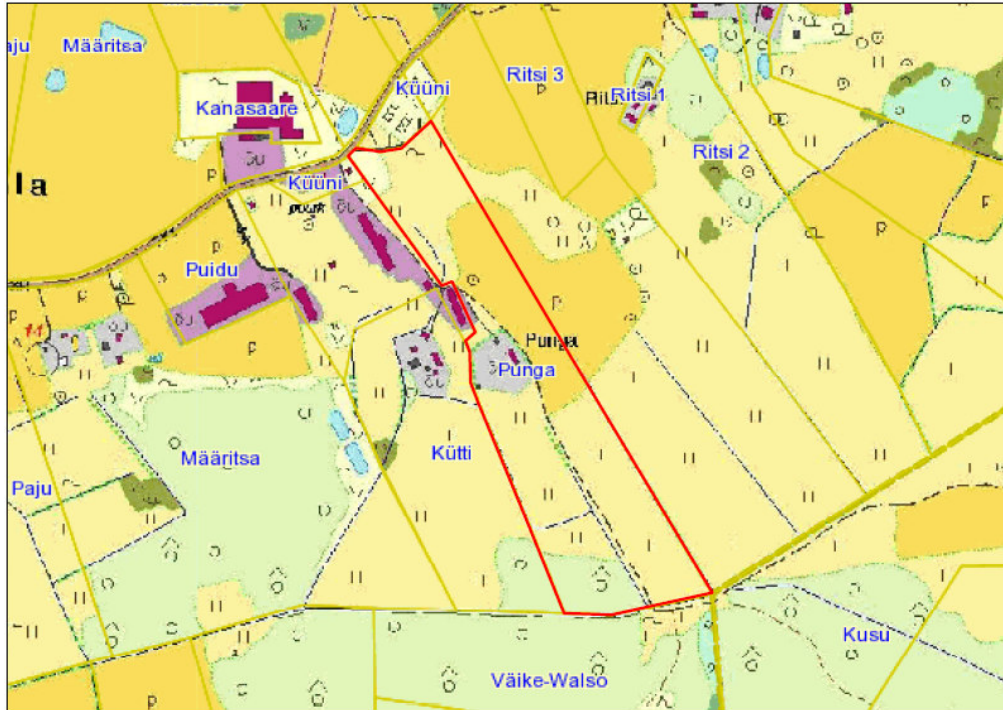 aju
Määritsa
Küüni
Ritsi 3
Kanasaare
Ritsi 1
Ritsi 2
la
Küüni
Puidu
Punga
Punga
Määritsa
Kütti
Paju
Kusu
Väike-Walso